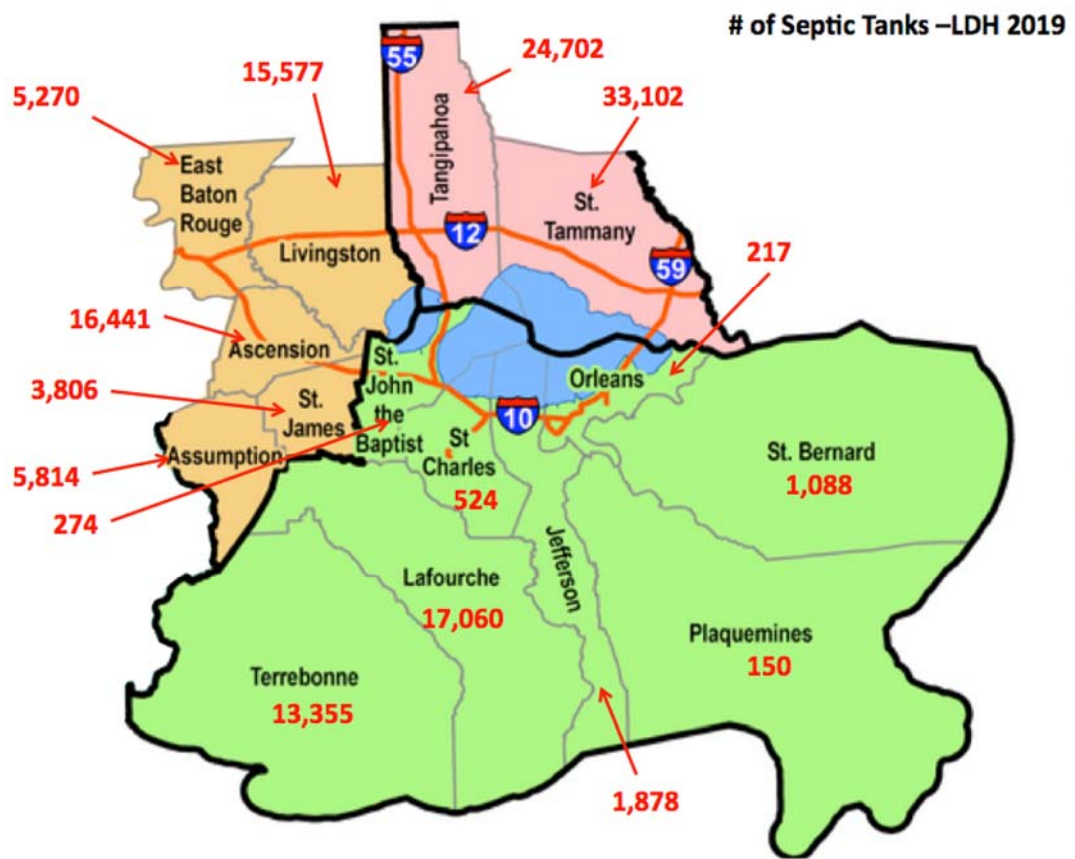 # of Septic Tanks –LDH 2019
55
24,702
15,577
33,102
5,270
East
Baton
Rouge
Tangipahoa
St.
Tammany
12
Livingston
59
217
16,441
Ascension
St.
John
the
Baptist
Orleans
3,806
St.
James
10
St
Charles
524
Assumption
5,814
St. Bernard
1,088
274
Jefferson
Lafourche
17,060
Plaquemines
150
Terrebonne
13,355
1,878